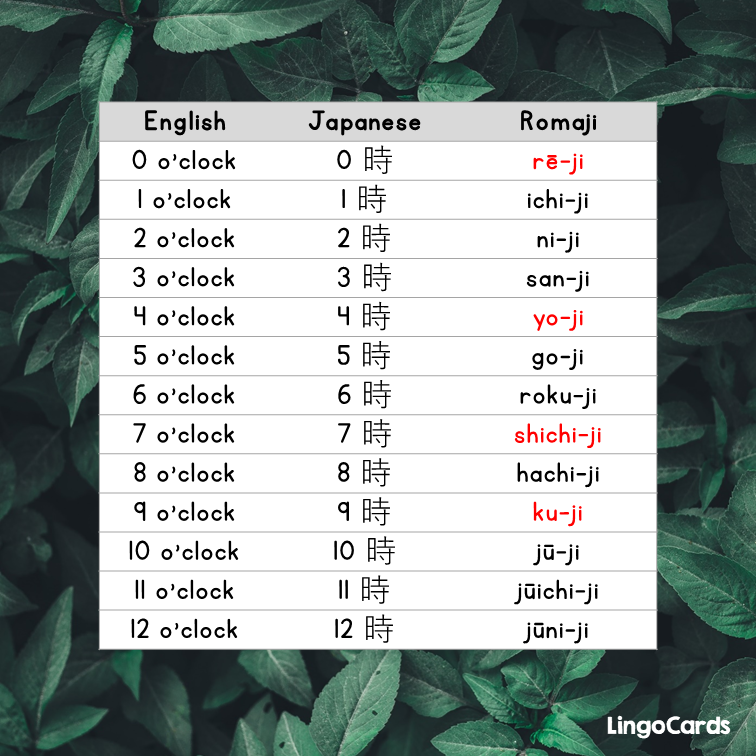 English Japanese Romaji
0 o'clock 0 時 rē-ji
1 o'clock 1 時 ichi-ji
2 o'clock 2 時 ni-ji
3 o'clock 3 時 san-ji
4 o'clock 4 時 yo-ji
5 o'clock 5 時 go-ji
6 o'clock 6 時 roku-ji
7 o'clock 7 時 shichi-ji
8 o'clock 8 時 hachi-ji
9 o'clock 9 時 ku-ji
10 o'clock 10 時 jū-ji
11 o'clock 11 時 jūichi-ji
12 o'clock 12 時 jūni-ji
LingoCards